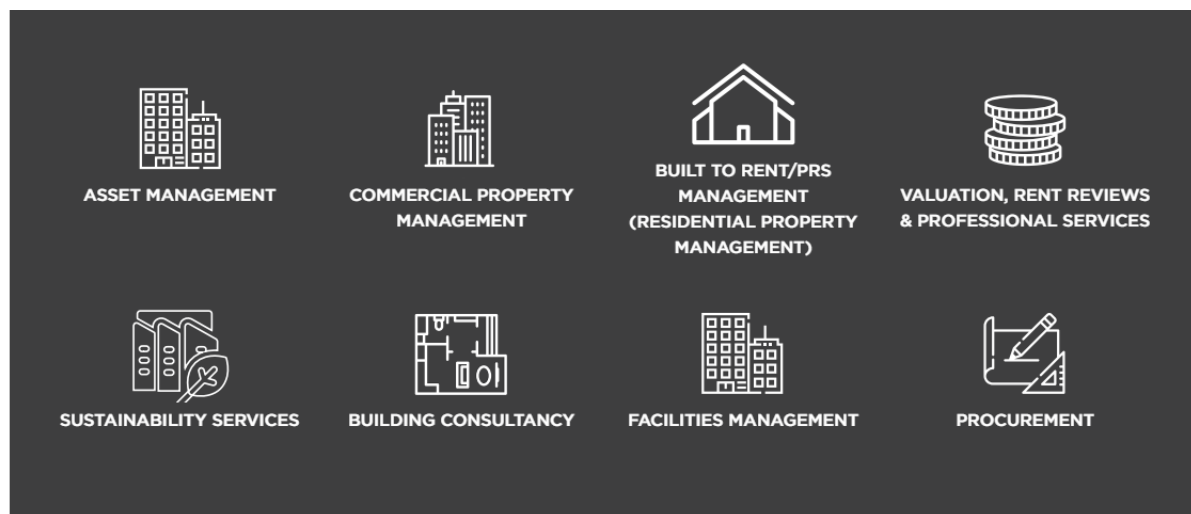 ASSET MANAGEMENT
COMMERCIAL PROPERTY
MANAGEMENT
BUILT TO RENT/PRS
MANAGEMENT
(RESIDENTIAL PROPERTY
MANAGEMENT)
VALUATION, RENT REVIEWS
& PROFESSIONAL SERVICES
SUSTAINABILITY SERVICES
BUILDING CONSULTANCY
FACILITIES MANAGEMENT
PROCUREMENT